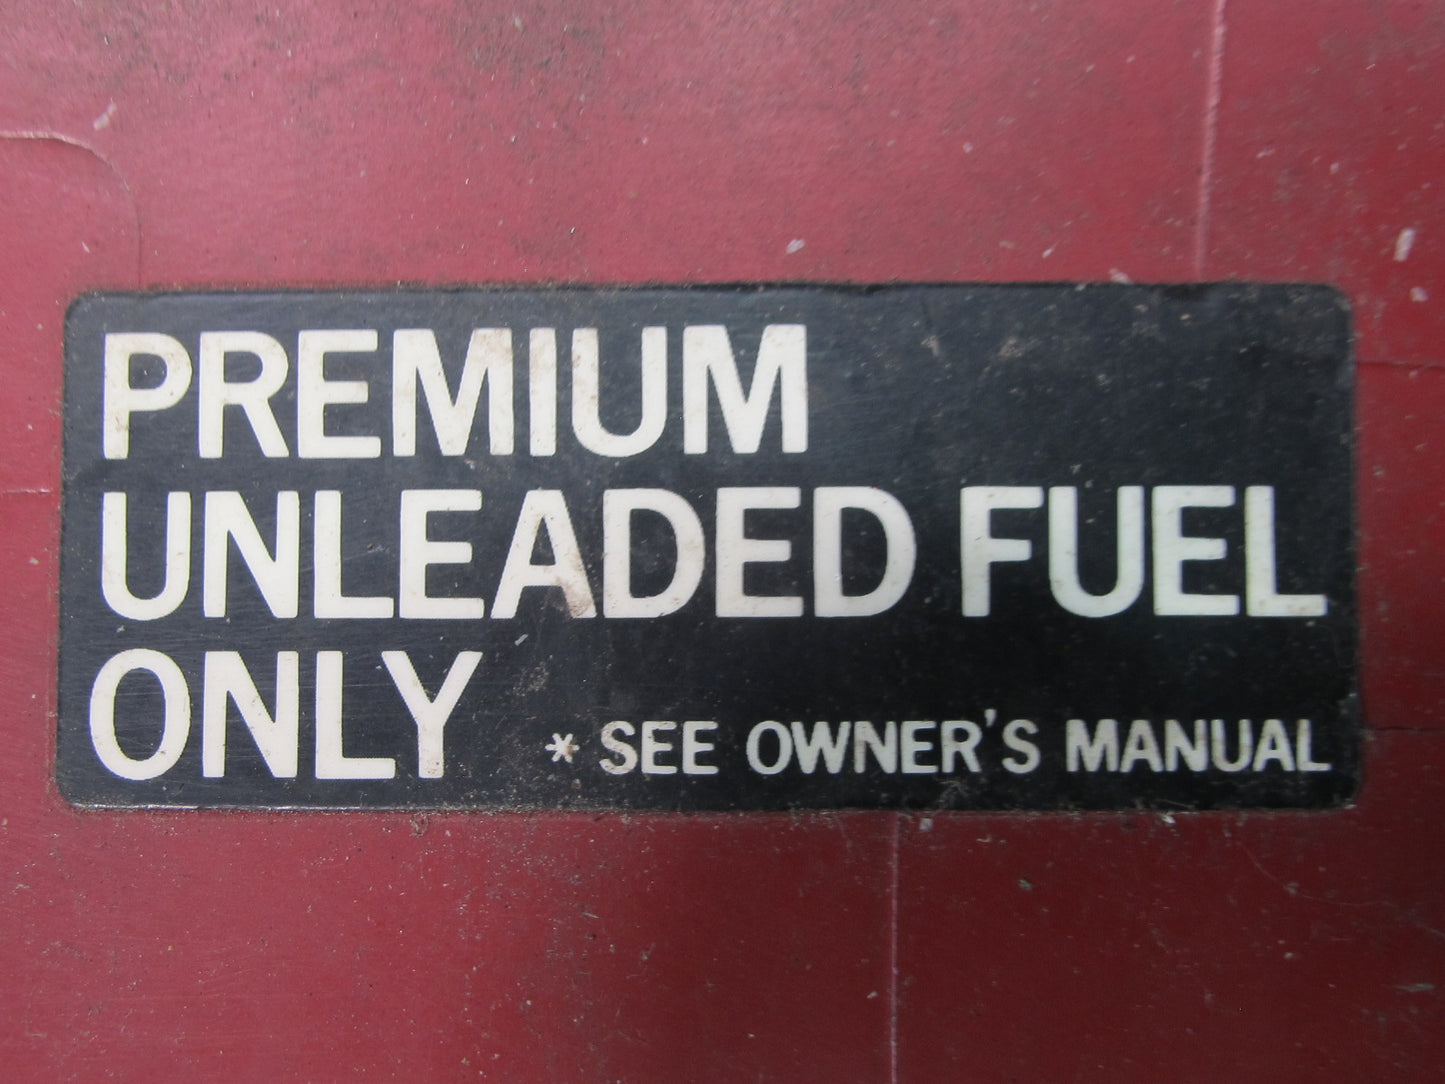 PREMIUM
UNLEADED FUEL
ONLY * SEE OWNER'S MANUAL